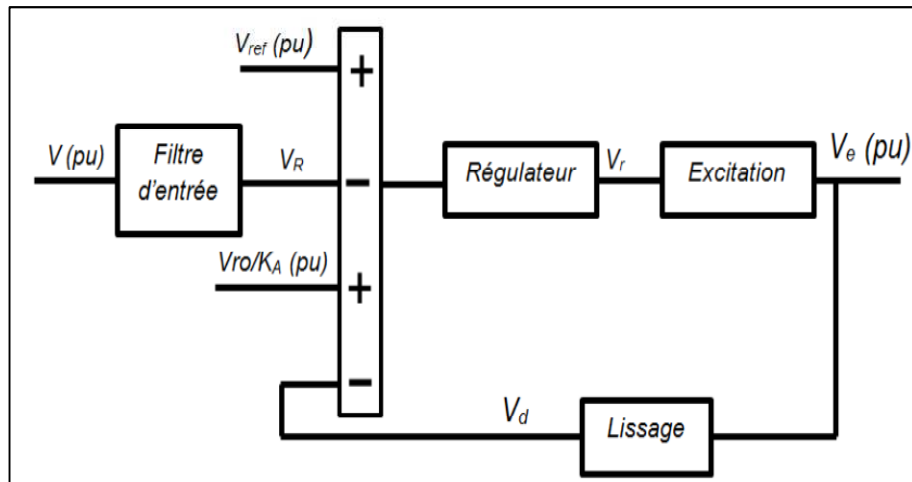 Vref (pu)
+
V (pu)
Filtre
d'entrée
VR
−
Régulateur
Vr
Excitation
Ve (pu)
Vro/KA (pu)
+
−
Vd
Lissage